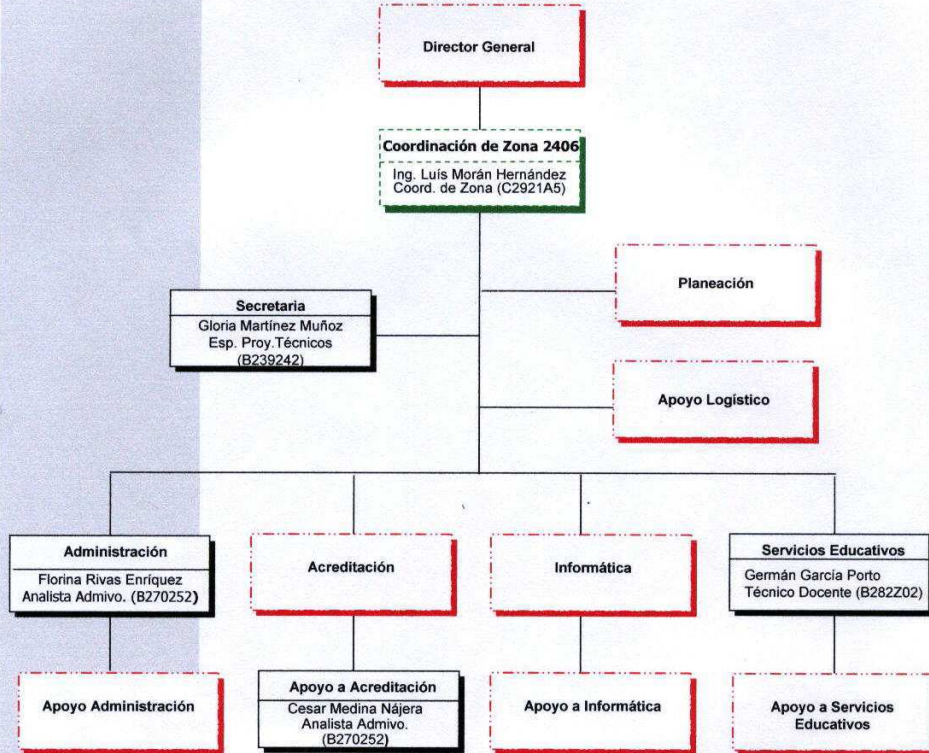 Director General
Coordinación de Zona 2406
Ing. Luís Morán Hernández
Coord. de Zona (C2921A5)
Planeación
Secretaria
Gloria Martínez Muñoz
Esp. Proy.Técnicos
(B239242)
Apoyo Logístico
Administración
Florina Rivas Enríquez
Analista Admivo. (B270252)
Acreditación
Informática
Servicios Educativos
Germán García Porto
Técnico Docente (B282Z02)
Apoyo Administración
Apoyo a Acreditación
Cesar Medina Nájera
Analista Admivo.
(B270252)
Apoyo a Informática
Apoyo a Servicios
Educativos